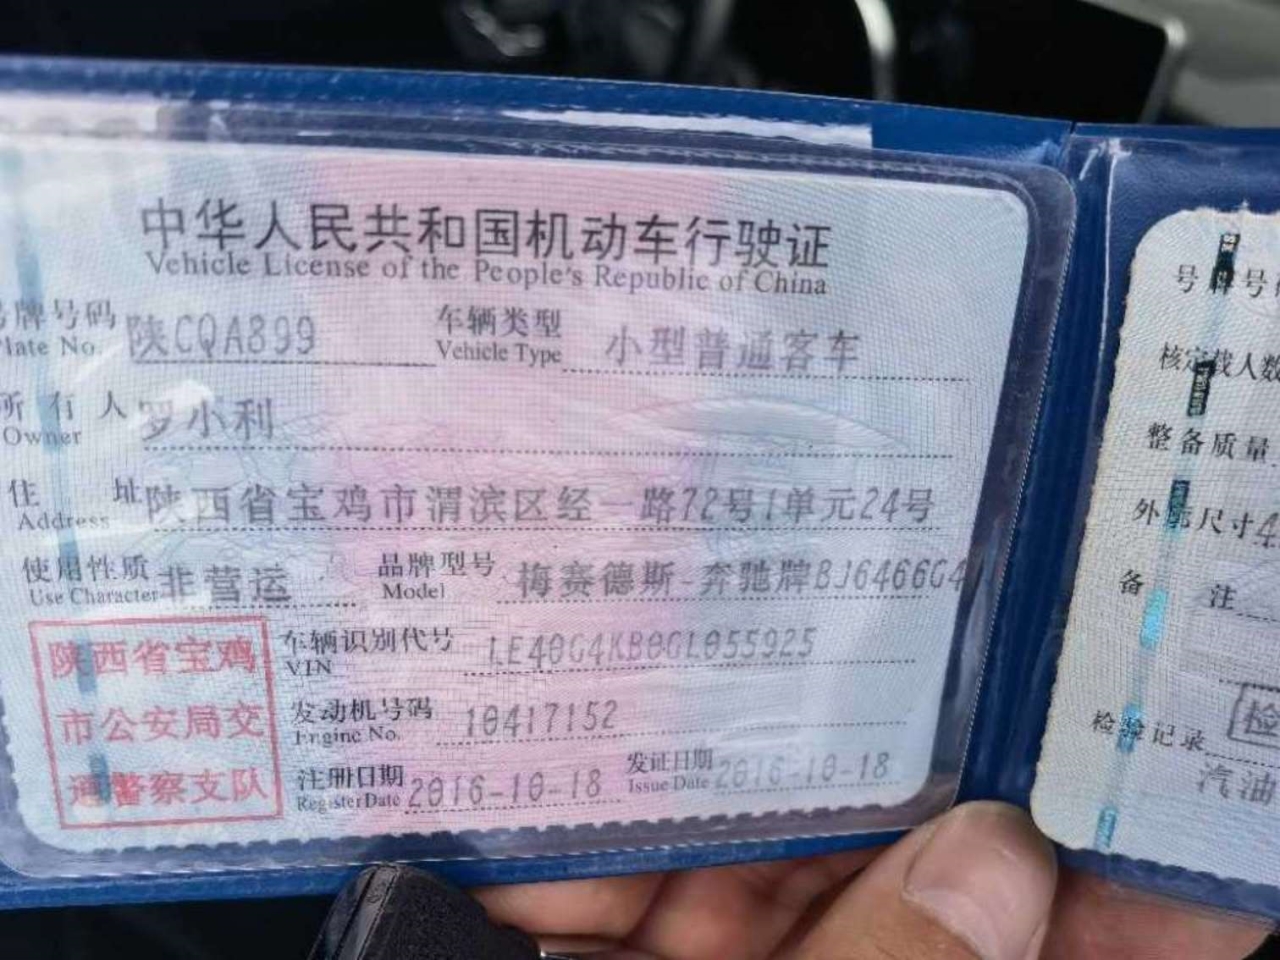 中华人民共和国机动车行驶证
Vehicle License of the People's Republic of China
号牌号码 陕CQA899 车辆类型 小型普通客车
Plate No. Vehicle Type
所有人 罗小利
Owner
住址 陕西省宝鸡市渭滨区经一路72号1单元24号
Address
使用性质 非营运 品牌型号 梅赛德斯-奔驰牌BJ6466G4
Use Character Model
陕西省宝鸡
市公安局交
通警察支队
车辆识别代号 LE40G4KB0GL055925
VIN
发动机号码 10417152
Engine No.
注册日期 2016-10-18 发证日期 2016-10-18
Register Date Issue Date
号牌号
核定载人数
整备质量
外廓尺寸 4
备注
检
检验记录
汽油